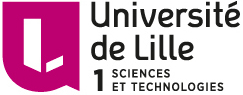 Université
de Lille
1 SCIENCES
ET TECHNOLOGIES